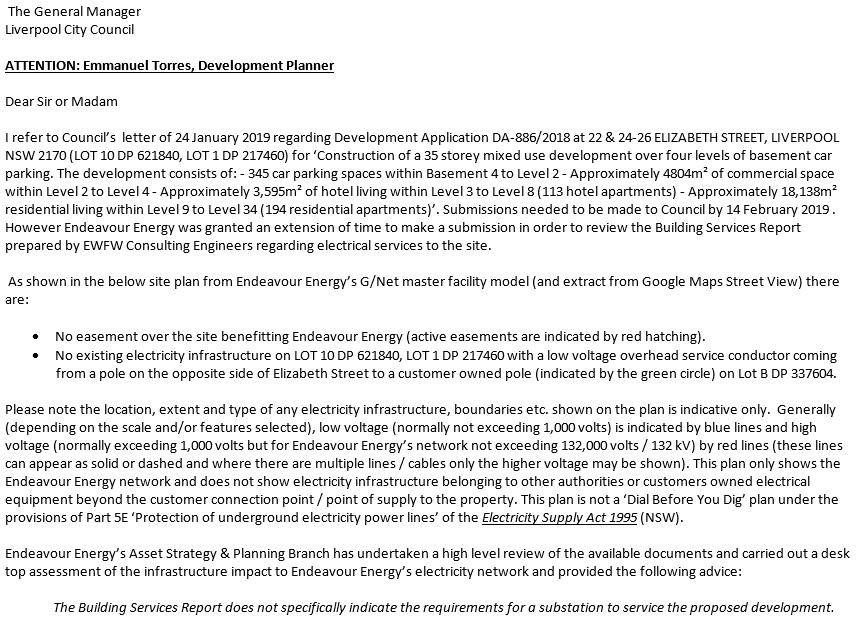 The General Manager
Liverpool City Council
ATTENTION: Emmanuel Torres, Development Planner
Dear Sir or Madam
I refer to Council's  letter of 24 January 2019 regarding Development Application DA-886/2018 at 22 & 24-26 ELIZABETH STREET, LIVERPOOL
NSW 2170 (LOT 10 DP 621840, LOT 1 DP 217460) for 'Construction of a 35 storey mixed use development over four levels of basement car
parking. The development consists of: - 345 car parking spaces within Basement 4 to Level 2 - Approximately 4804m² of commercial space
within Level 2 to Level 4 - Approximately 3,595m² of hotel living within Level 3 to Level 8 (113 hotel apartments) - Approximately 18,138m²
residential living within Level 9 to Level 34 (194 residential apartments)'. Submissions needed to be made to Council by 14 February 2019 .
However Endeavour Energy was granted an extension of time to make a submission in order to review the Building Services Report
prepared by EWFW Consulting Engineers regarding electrical services to the site.
As shown in the below site plan from Endeavour Energy's G/Net master facility model (and extract from Google Maps Street View) there
are:
• No easement over the site benefitting Endeavour Energy (active easements are indicated by red hatching).
• No existing electricity infrastructure on LOT 10 DP 621840, LOT 1 DP 217460 with a low voltage overhead service conductor coming
from a pole on the opposite side of Elizabeth Street to a customer owned pole (indicated by the green circle) on Lot B DP 337604.
Please note the location, extent and type of any electricity infrastructure, boundaries etc. shown on the plan is indicative only.  Generally
(depending on the scale and/or features selected), low voltage (normally not exceeding 1,000 volts) is indicated by blue lines and high
voltage (normally exceeding 1,000 volts but for Endeavour Energy's network not exceeding 132,000 volts / 132 kV) by red lines (these lines
can appear as solid or dashed and where there are multiple lines / cables only the higher voltage may be shown). This plan only shows the
Endeavour Energy network and does not show electricity infrastructure belonging to other authorities or customers owned electrical
equipment beyond the customer connection point / point of supply to the property. This plan is not a 'Dial Before You Dig' plan under the
provisions of Part 5E 'Protection of underground electricity power lines' of the Electricity Supply Act 1995 (NSW).
Endeavour Energy's Asset Strategy & Planning Branch has undertaken a high level review of the available documents and carried out a desk
top assessment of the infrastructure impact to Endeavour Energy's electricity network and provided the following advice:
The Building Services Report does not specifically indicate the requirements for a substation to service the proposed development.